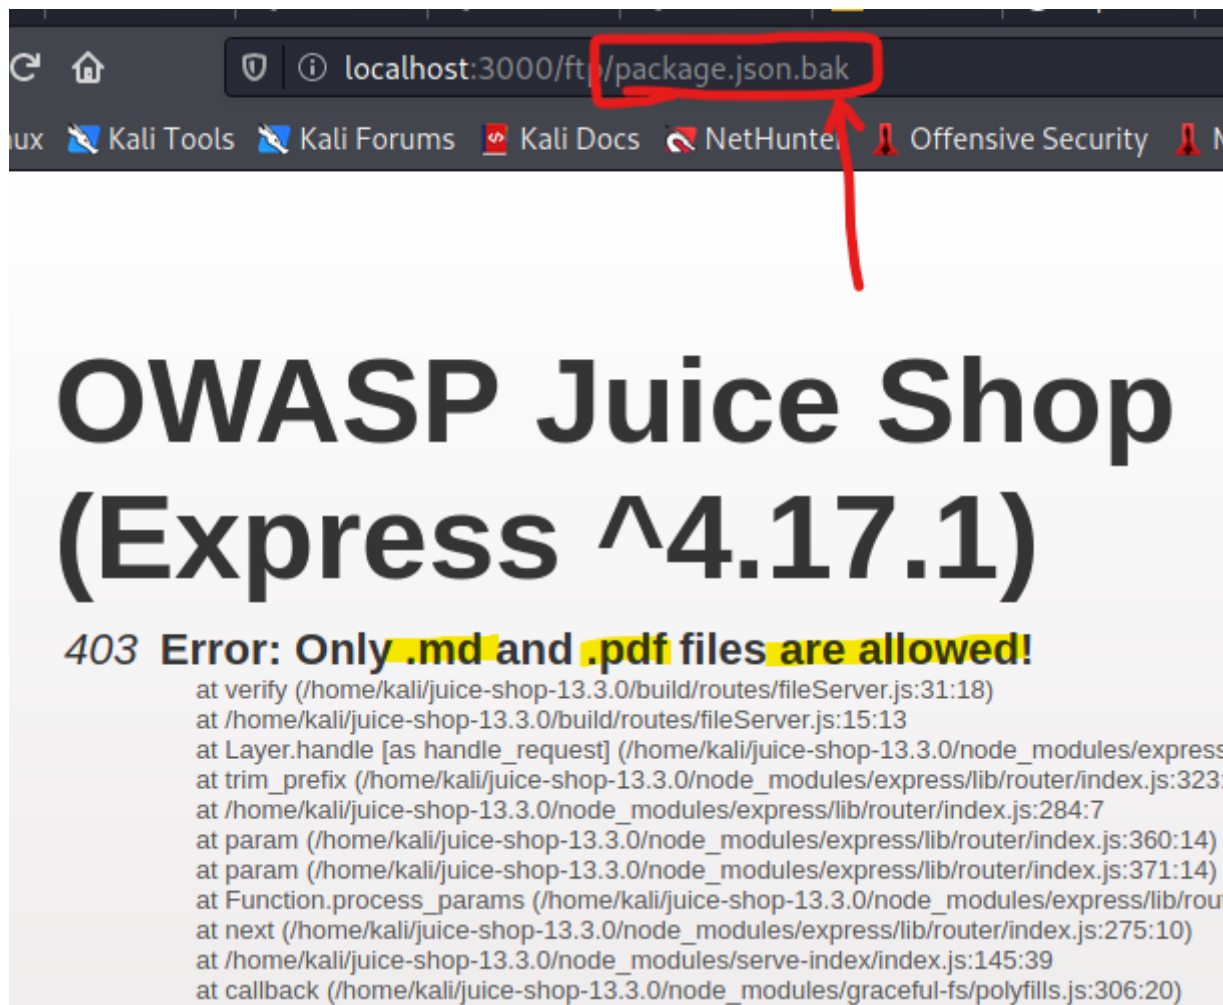 localhost:3000/ftp/package.json.bak
Kali Tools Kali Forums Kali Docs NetHunter Offensive Security
OWASP Juice Shop
(Express ^4.17.1)
403 Error: Only .md and .pdf files are allowed!
at verify (/home/kali/juice-shop-13.3.0/build/routes/fileServer.js:31:18)
at /home/kali/juice-shop-13.3.0/build/routes/fileServer.js:15:13
at Layer.handle [as handle_request] (/home/kali/juice-shop-13.3.0/node_modules/express
at trim_prefix (/home/kali/juice-shop-13.3.0/node_modules/express/lib/router/index.js:323:
at /home/kali/juice-shop-13.3.0/node_modules/express/lib/router/index.js:284:7
at param (/home/kali/juice-shop-13.3.0/node_modules/express/lib/router/index.js:360:14)
at param (/home/kali/juice-shop-13.3.0/node_modules/express/lib/router/index.js:371:14)
at Function.process_params (/home/kali/juice-shop-13.3.0/node_modules/express/lib/rou
at next (/home/kali/juice-shop-13.3.0/node_modules/express/lib/router/index.js:275:10)
at /home/kali/juice-shop-13.3.0/node_modules/serve-index/index.js:145:39
at callback (/home/kali/juice-shop-13.3.0/node_modules/graceful-fs/polyfills.js:306:20)